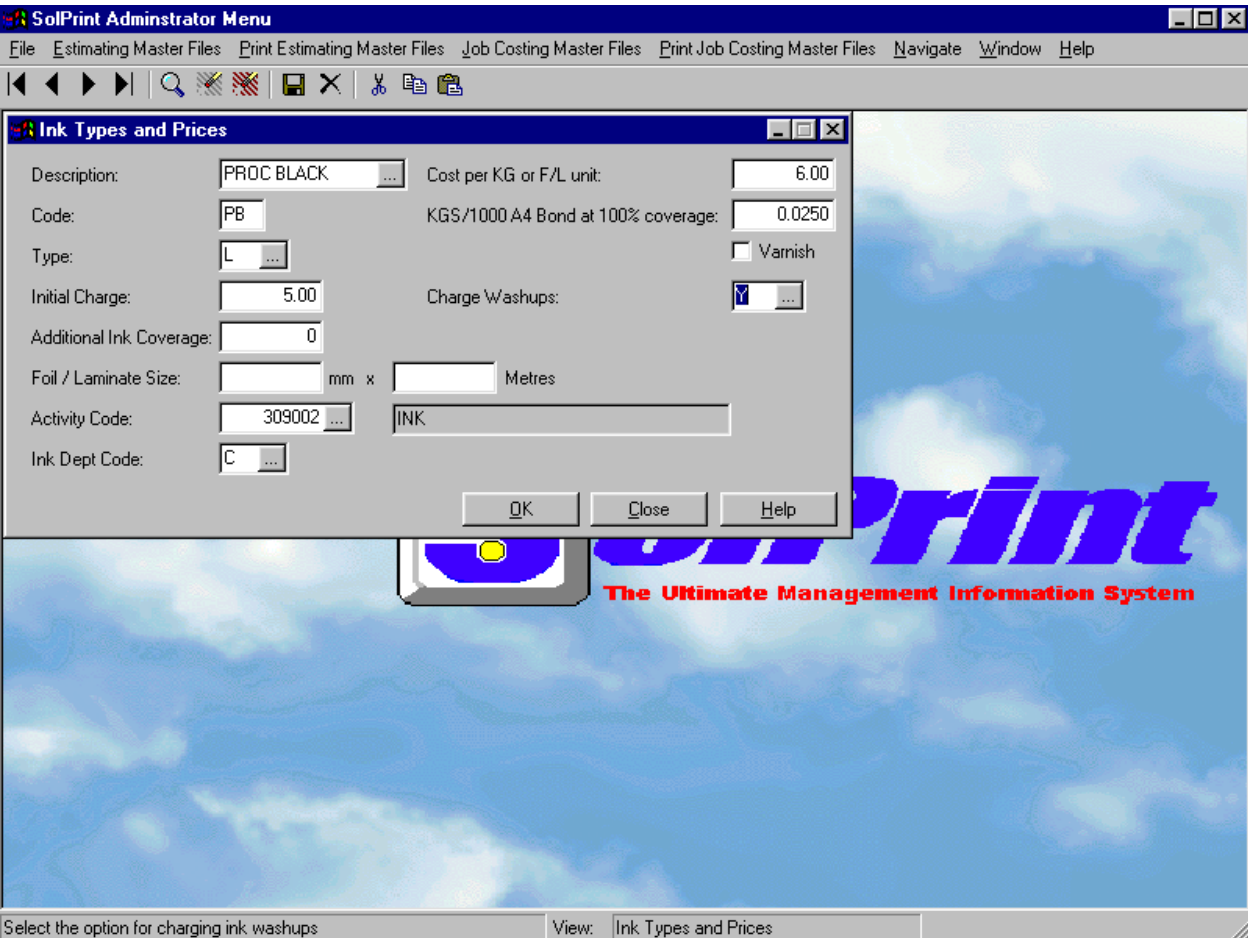 SolPrint Adminstrator Menu
File Estimating Master Files Print Estimating Master Files Job Costing Master Files Print Job Costing Master Files Navigate Window Help
Ink Types and Prices
Description: PROC BLACK ... Cost per KG or F/L unit: 6.00
Code: PB KGS/1000 A4 Bond at 100% coverage: 0.0250
Type: L ... Varnish
Initial Charge: 5.00 Charge Washups: Y ...
Additional Ink Coverage: 0
Foil / Laminate Size: mm x Metres
Activity Code: 309002 ... INK
Ink Dept Code: C ...
OK Close Help
Print
The Ultimate Management Information System
Select the option for charging ink washups View: Ink Types and Prices